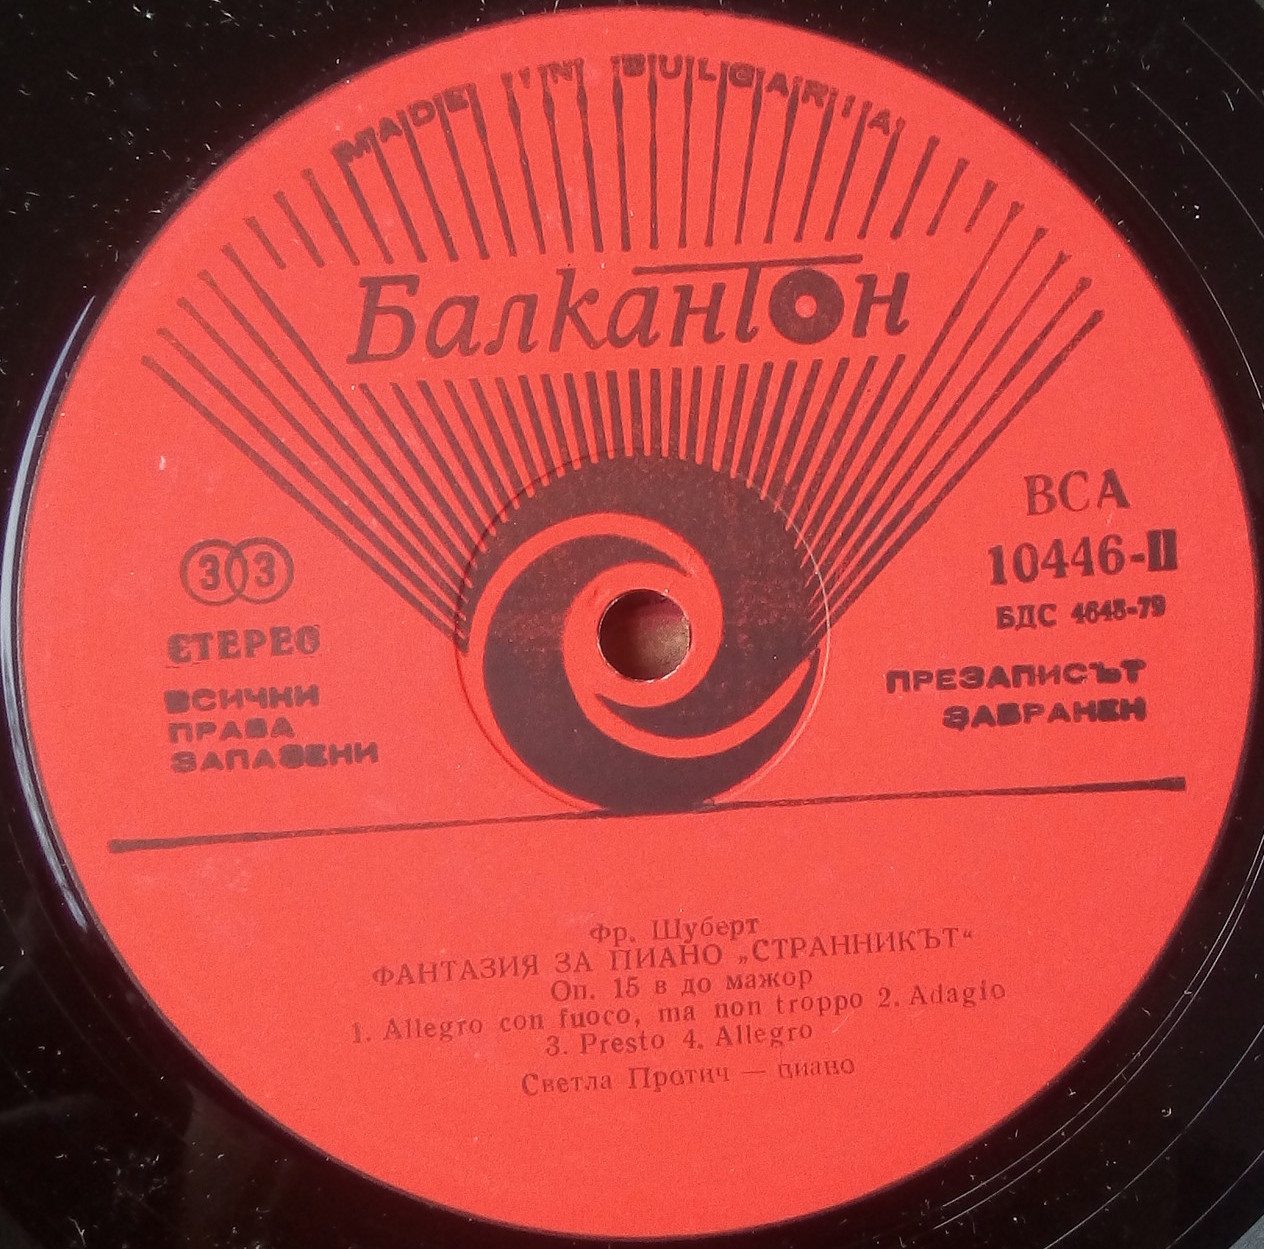 MADE IN BULGARIA
Балкантон
33
СТЕРЕО
ВСИЧКИ
ПРАВА
ЗАПАЗЕНИ
ВСА
10446-II
БДС 4645-79
ПРЕЗАПИСЪТ
ЗАБРАНЕН
Фр. Шуберт
ФАНТАЗИЯ ЗА ПИАНО „СТРАННИКЪТ“
Оп. 15 в до мажор
1. Allegro con fuoco, ma non troppo 2. Adagio
3. Presto 4. Allegro
Светла Протич — пиано